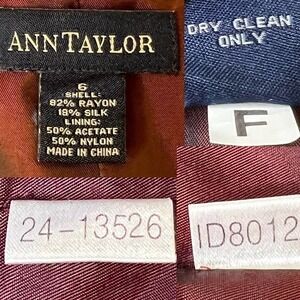 ANN TAYLOR
6
SHELL:
82% RAYON
18% SILK
LINING:
50% ACETATE
50% NYLON
MADE IN CHINA
DRY CLEAN
ONLY
F
24-13526
ID8012